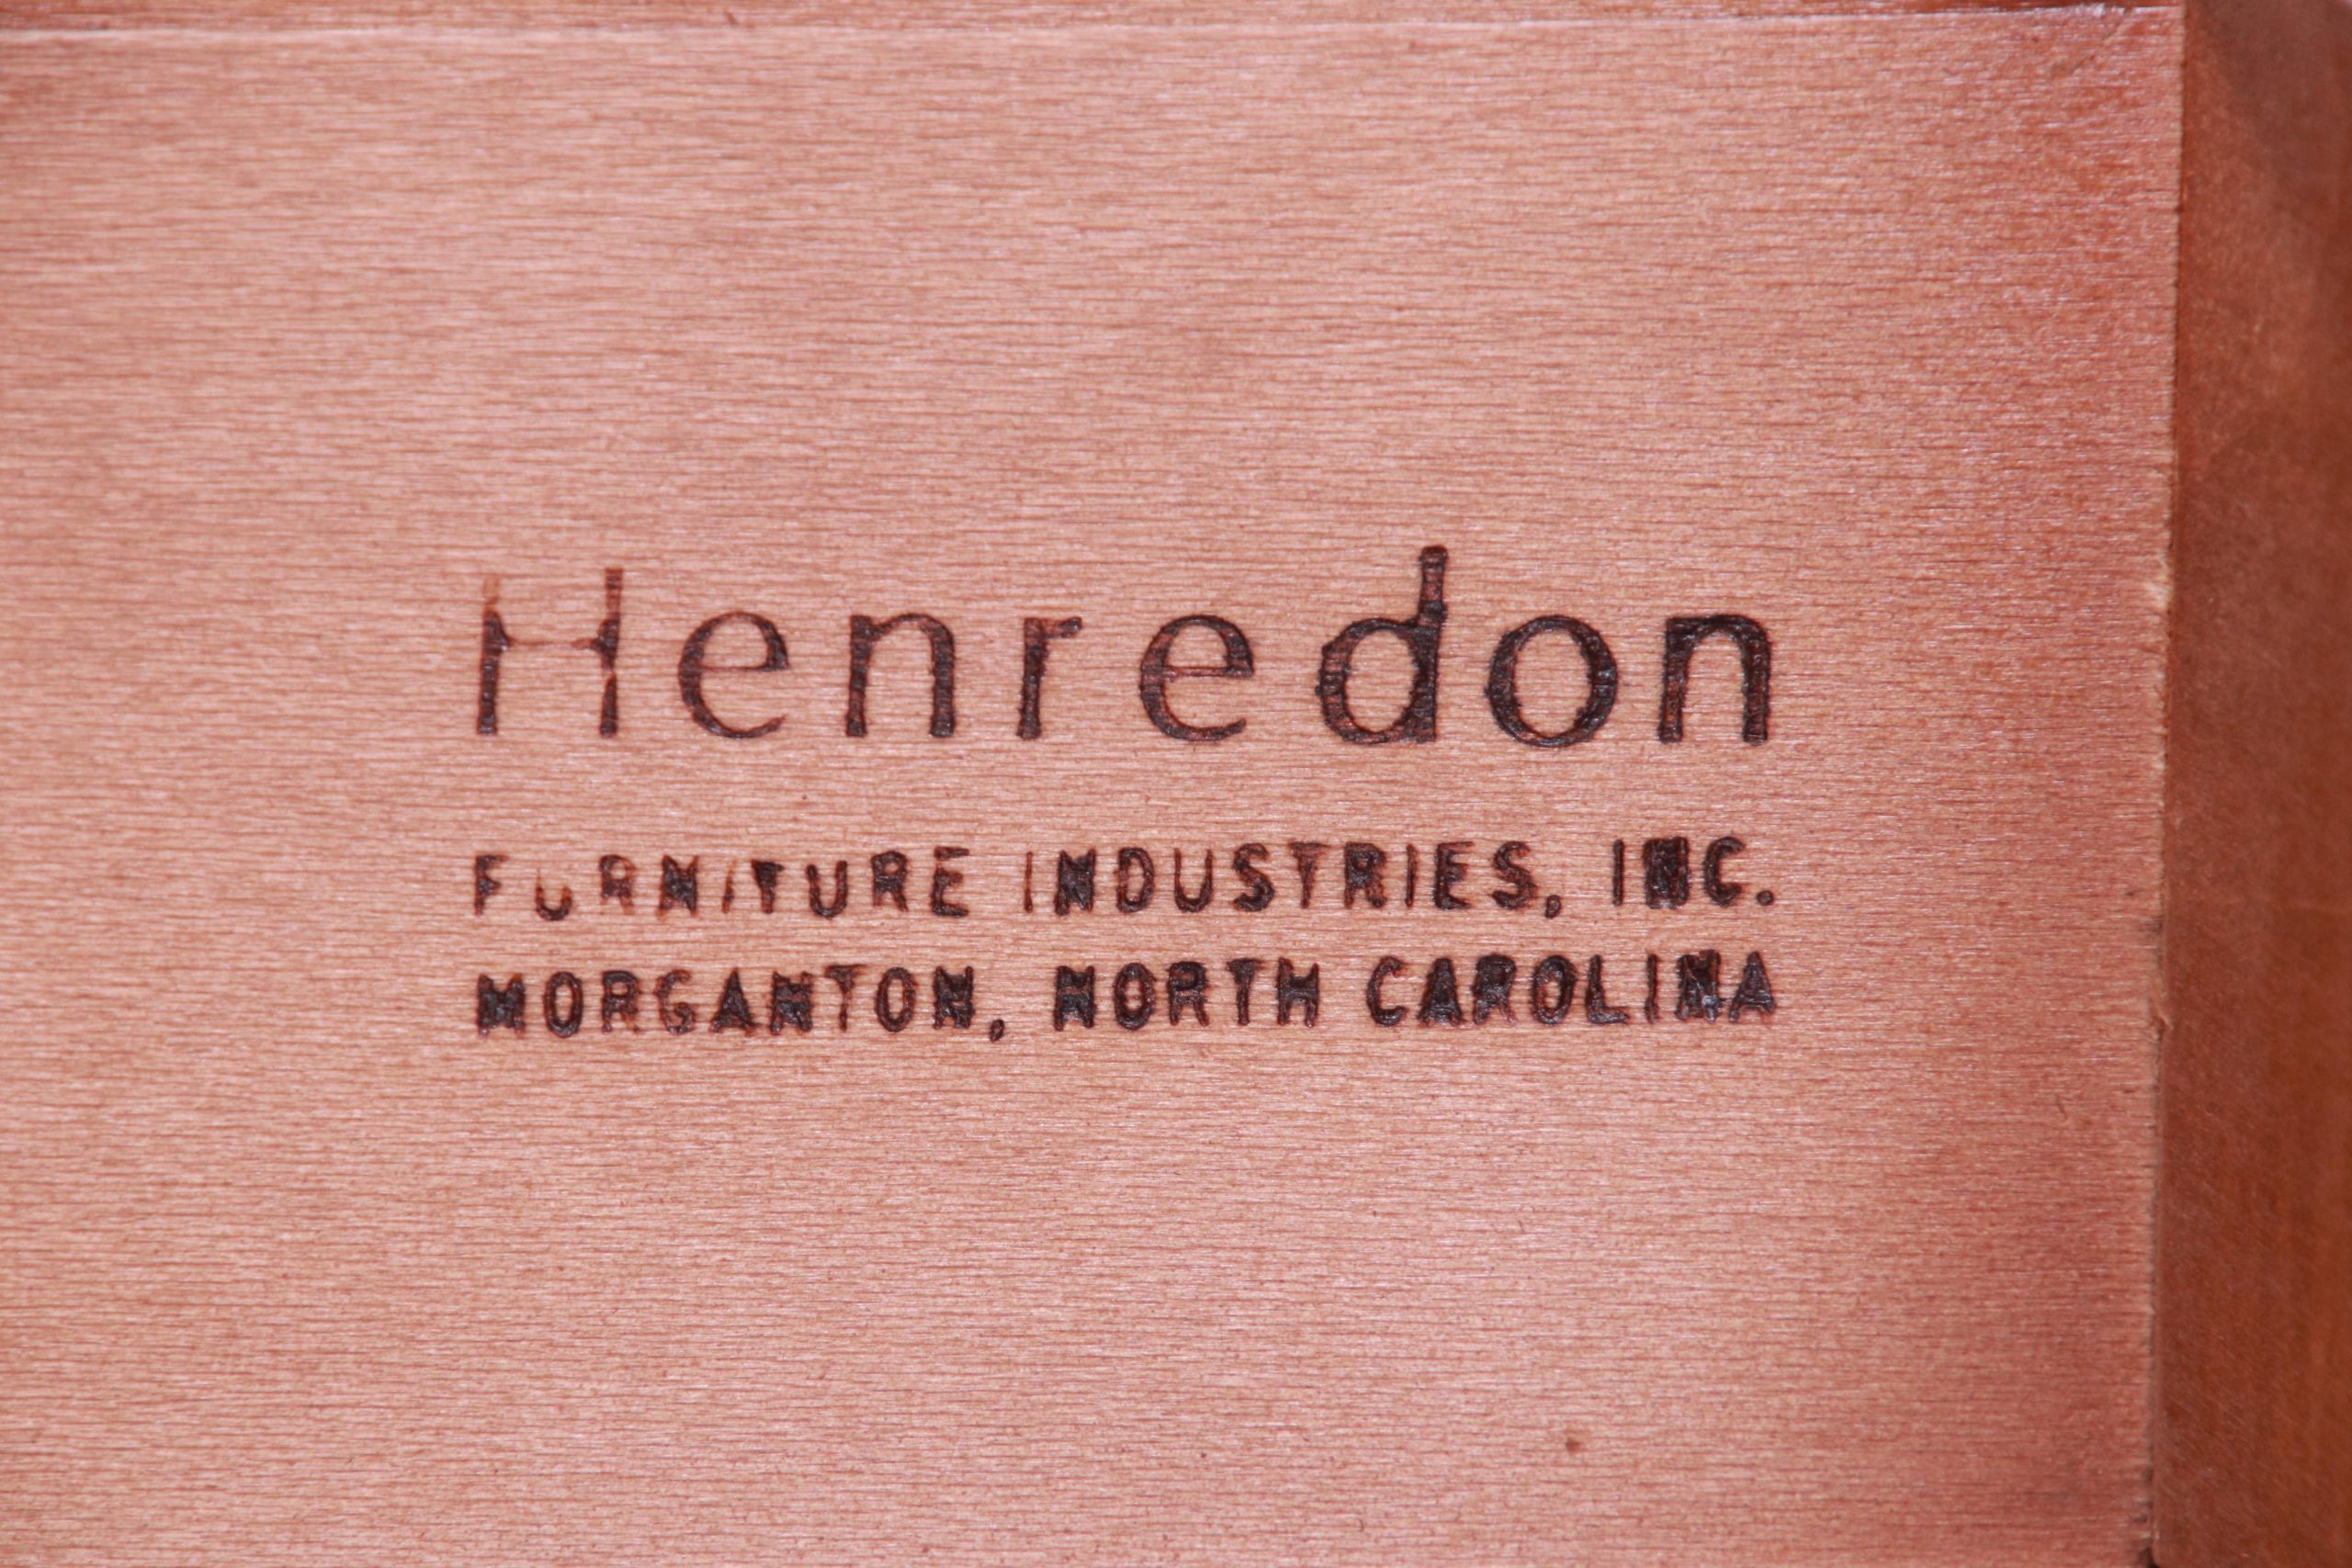 Henredon
FURNITURE INDUSTRIES, INC.
MORGANTON, NORTH CAROLINA